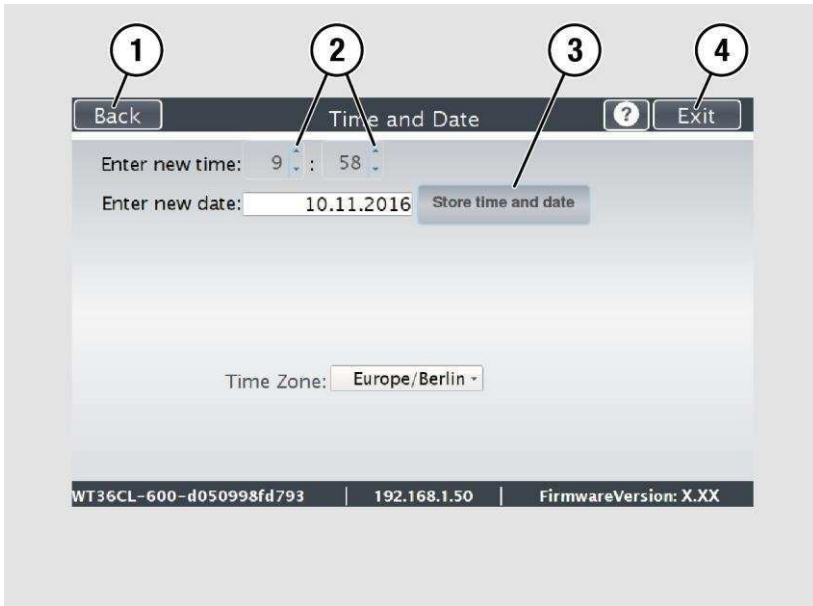 1 2 3 4
Back Time and Date ? Exit
Enter new time: 9 : 58
Enter new date: 10.11.2016 Store time and date
Time Zone: Europe/Berlin
WT36CL-600-d050998fd793 | 192.168.1.50 | FirmwareVersion: X.XX